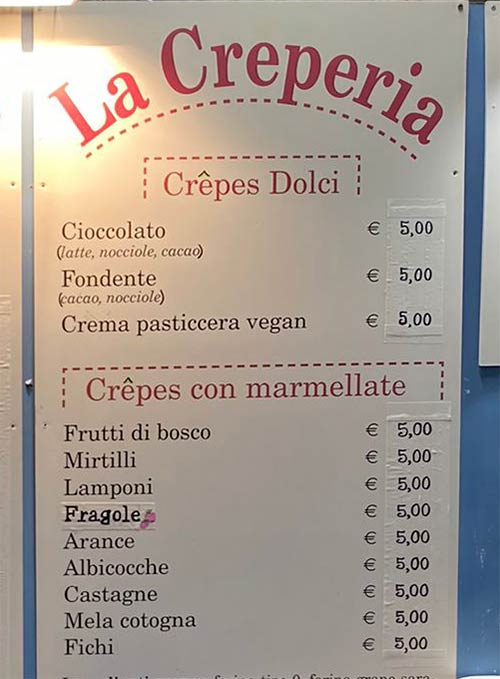 La Creperia
Crêpes Dolci
Cioccolato € 5,00
(latte, nocciole, cacao)
Fondente € 5,00
(cacao, nocciole)
Crema pasticcera vegan € 5,00
Crêpes con marmellate
Frutti di bosco € 5,00
Mirtilli € 5,00
Lamponi € 5,00
Fragole € 5,00
Arance € 5,00
Albicocche € 5,00
Castagne € 5,00
Mela cotogna € 5,00
Fichi € 5,00